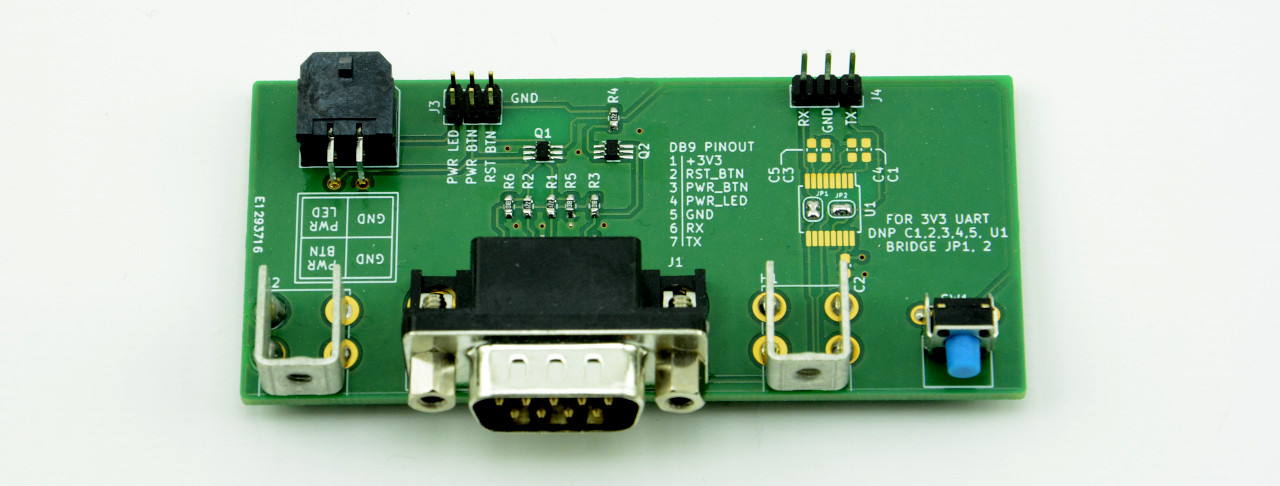 J3
GND
PWR LED
PWR BTN
RST BTN
Q1
R4
Q2
R6
R2
R1
R5
R3
DB9 PINOUT
1 +3V3
2 RST_BTN
3 PWR_BTN
4 PWR_LED
5 GND
6 RX
7 TX
J4
RX
GND
TX
C5
C3
C4
C1
JP1
JP2
U1
FOR 3V3 UART
DNP C1,2,3,4,5, U1
BRIDGE JP1, 2
C2
J1
E1293716
PWR LED
GND
PWR BTN
GND
SW1